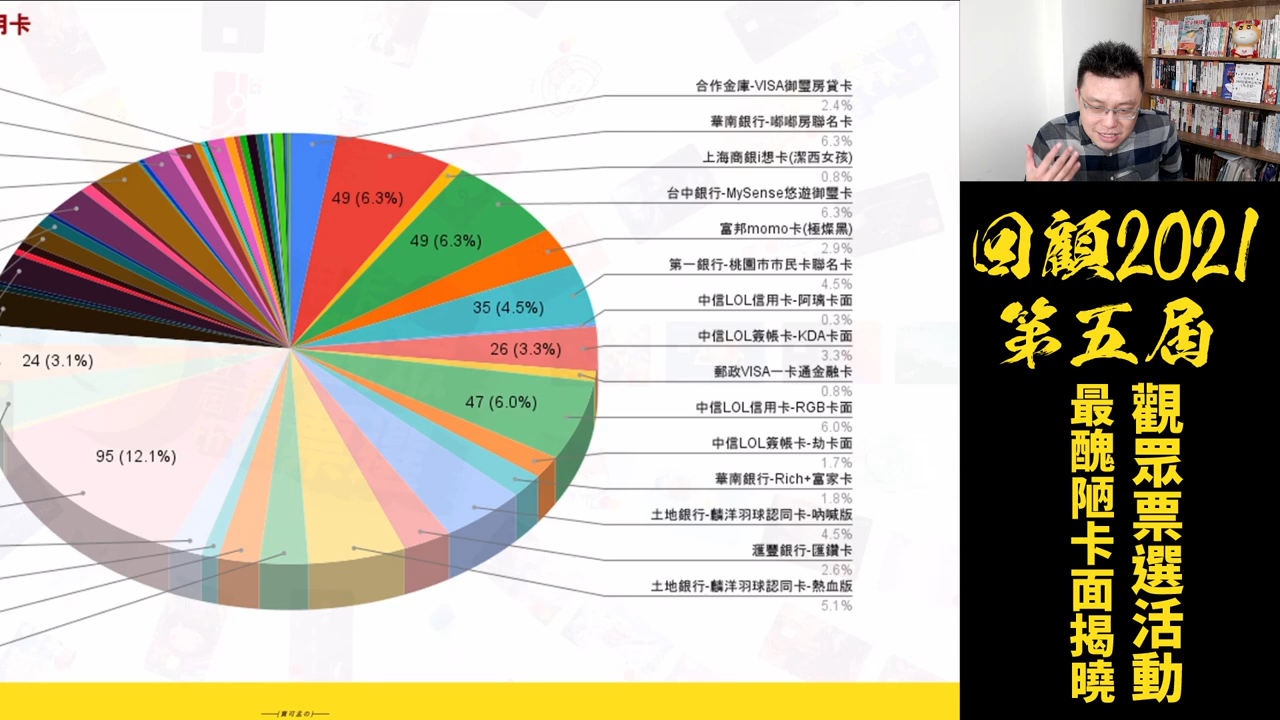 用卡
合作金庫-VISA御璽房貸卡
2.4%
華南銀行-嘟嘟房聯名卡
6.3%
上海商銀i想卡(潔西女孩)
0.8%
台中銀行-MySense悠遊御璽卡
6.3%
富邦momo卡(極燦黑)
2.9%
第一銀行-桃園市市民卡聯名卡
4.5%
中信LOL信用卡-阿璃卡面
0.3%
中信LOL簽帳卡-KDA卡面
3.3%
郵政VISA一卡通金融卡
0.8%
中信LOL信用卡-RGB卡面
6.0%
中信LOL簽帳卡-劫卡面
1.7%
華南銀行-Rich+富家卡
1.8%
土地銀行-麟洋羽球認同卡-吶喊版
4.5%
滙豐銀行-匯鑽卡
2.6%
土地銀行-麟洋羽球認同卡-熱血版
5.1%
49 (6.3%)
49 (6.3%)
35 (4.5%)
26 (3.3%)
47 (6.0%)
24 (3.1%)
95 (12.1%)
回顧2021
第五屆
觀眾票選活動
最醜陋卡面揭曉